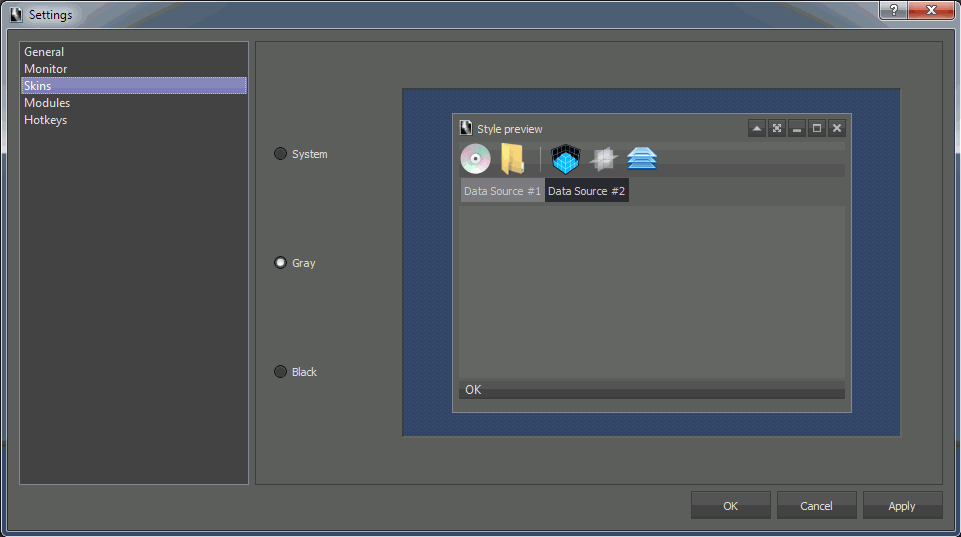 Settings
General
Monitor
Skins
Modules
Hotkeys
System
Gray
Black
Style preview
Data Source #1 Data Source #2
OK
OK Cancel Apply